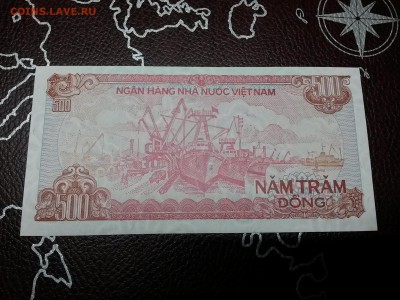 COINS.LAVE.RU
NGÂN HÀNG NHÀ NƯỚC VIỆT NAM
500
500
500
NĂM TRĂM
ĐỒNG